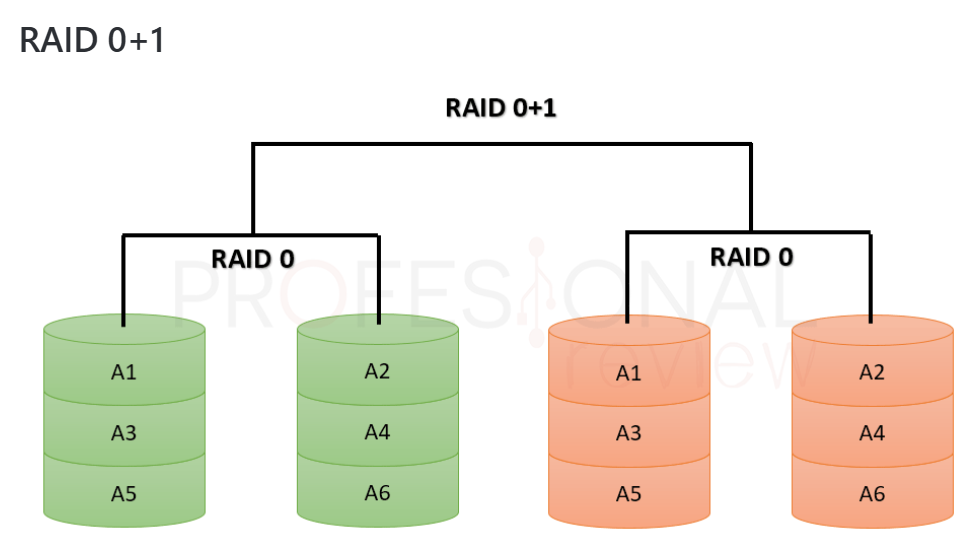 RAID 0+1
RAID 0+1
RAID 0
RAID 0
PROFESIONAL
review
A1
A2
A1
A2
A3
A4
A3
A4
A5
A6
A5
A6